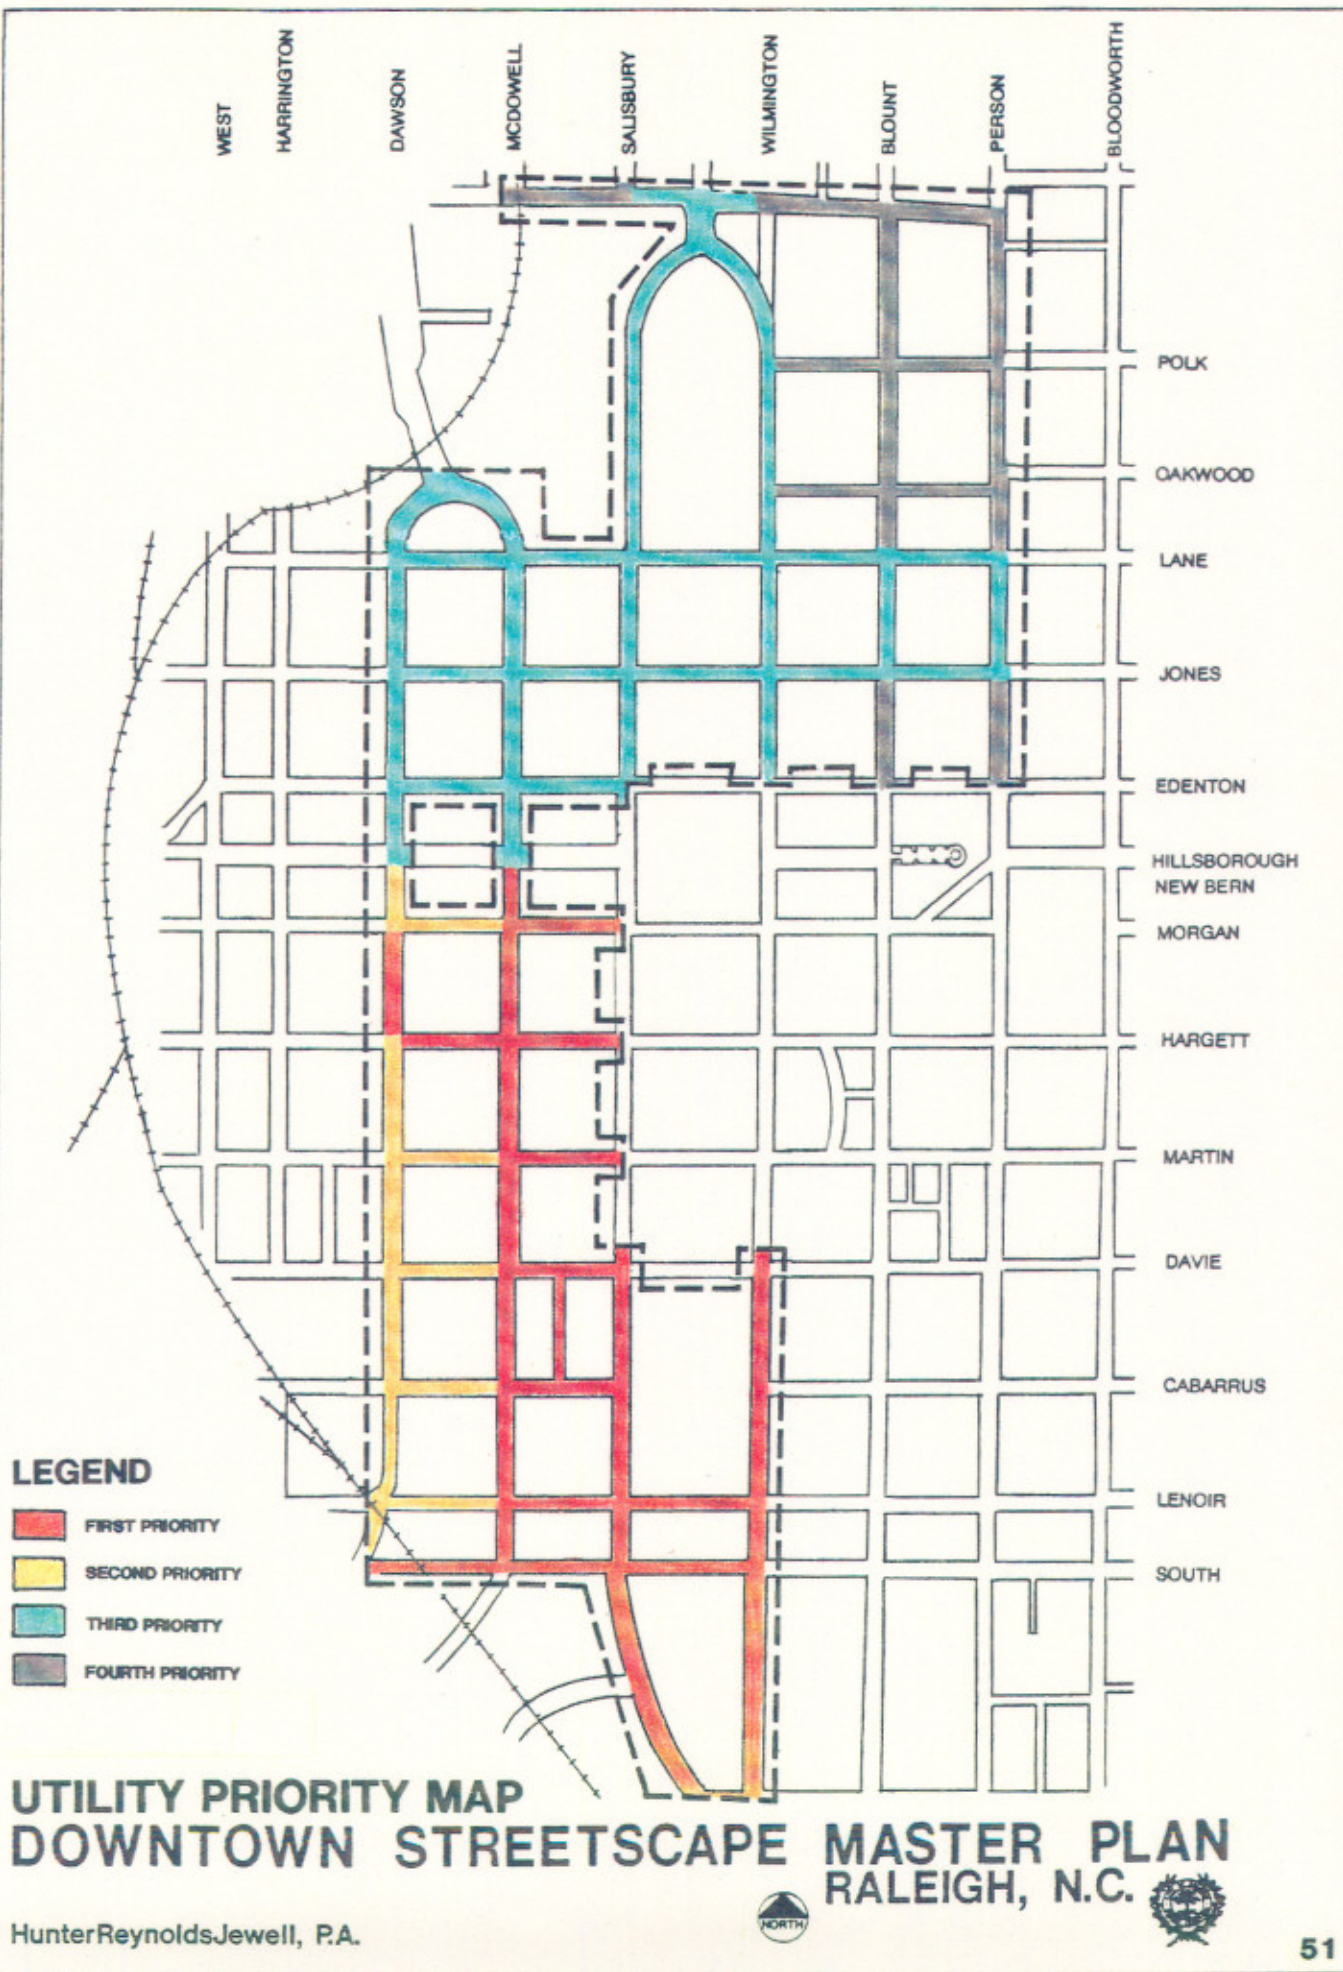 WEST
HARRINGTON
DAWSON
MCDOWELL
SALISBURY
WILMINGTON
BLOUNT
PERSON
BLOODWORTH
POLK
OAKWOOD
LANE
JONES
EDENTON
HILLSBOROUGH
NEW BERN
MORGAN
HARGETT
MARTIN
DAVIE
CABARRUS
LENOIR
SOUTH
LEGEND
FIRST PRIORITY
SECOND PRIORITY
THIRD PRIORITY
FOURTH PRIORITY
UTILITY PRIORITY MAP
DOWNTOWN STREETSCAPE MASTER PLAN
RALEIGH, N.C.
NORTH
HunterReynoldsJewell, P.A.
51